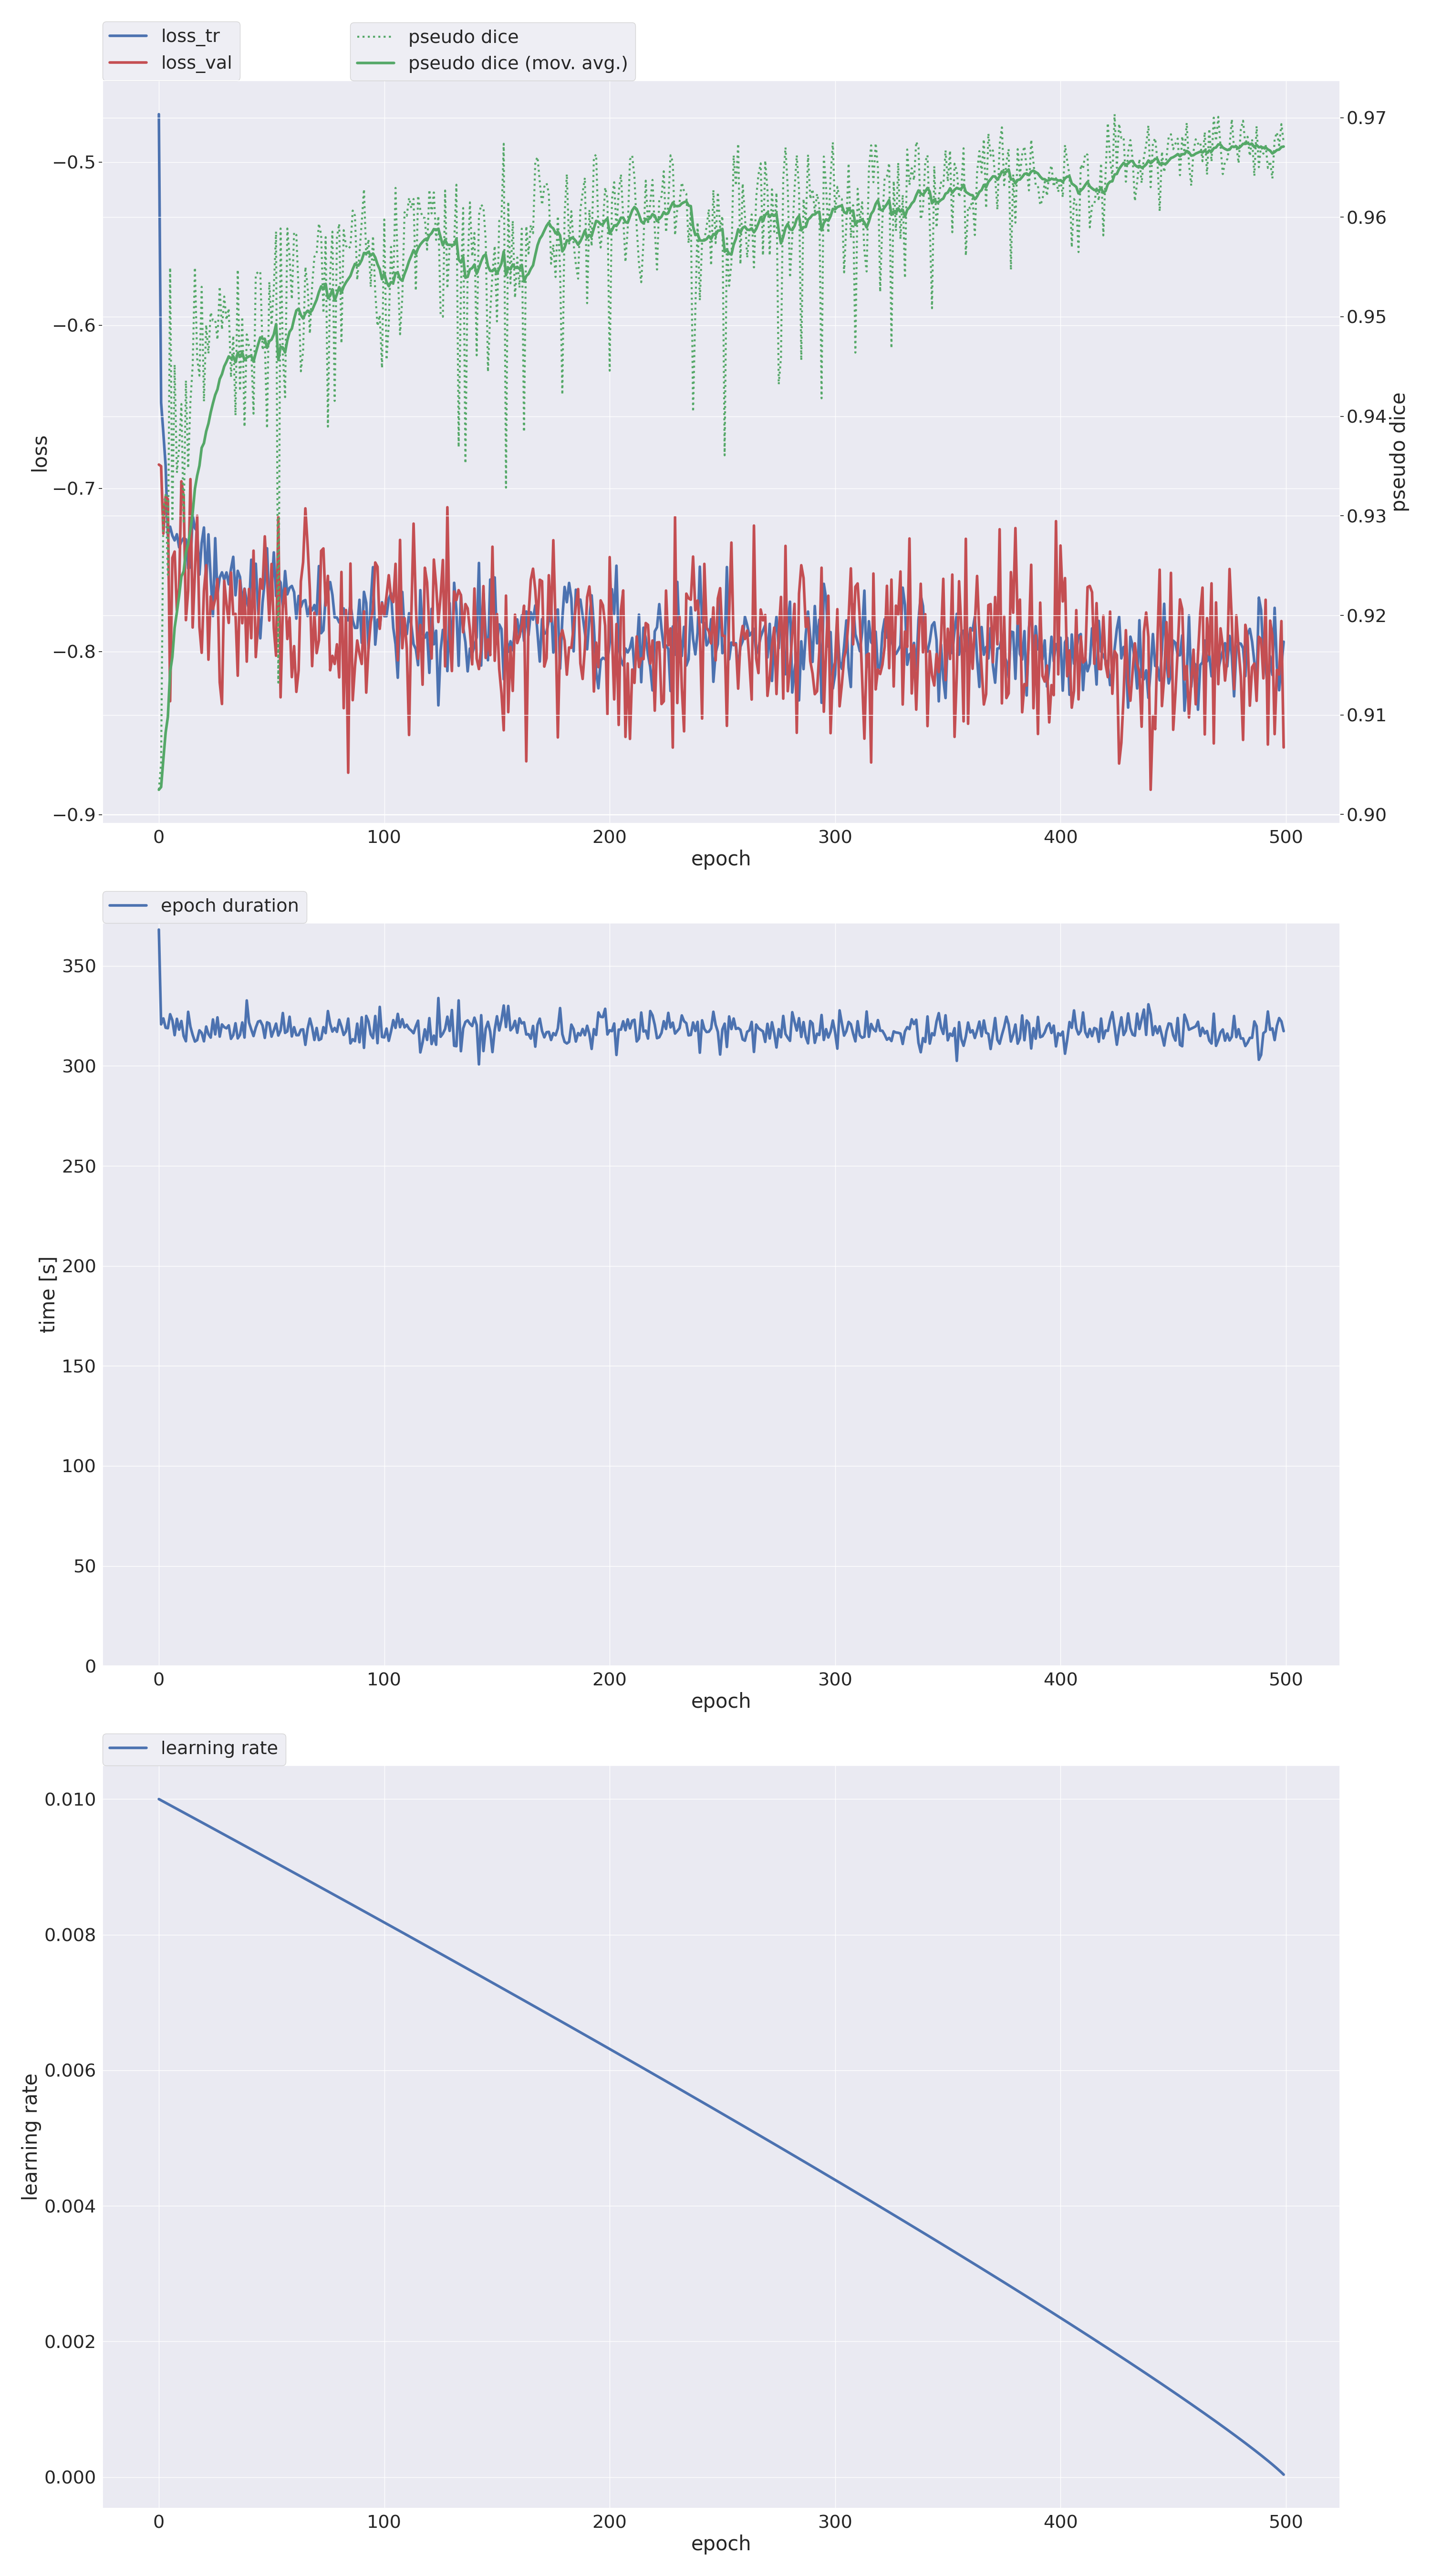 loss_tr
loss_val
pseudo dice
pseudo dice (mov. avg.)
−0.5
−0.6
−0.7
−0.8
−0.9
loss
0.97
0.96
0.95
0.94
0.93
0.92
0.91
0.90
pseudo dice
0 100 200 300 400 500
epoch
epoch duration
350
300
250
200
150
100
50
0
time [s]
0 100 200 300 400 500
epoch
learning rate
0.010
0.008
0.006
0.004
0.002
0.000
learning rate
0 100 200 300 400 500
epoch